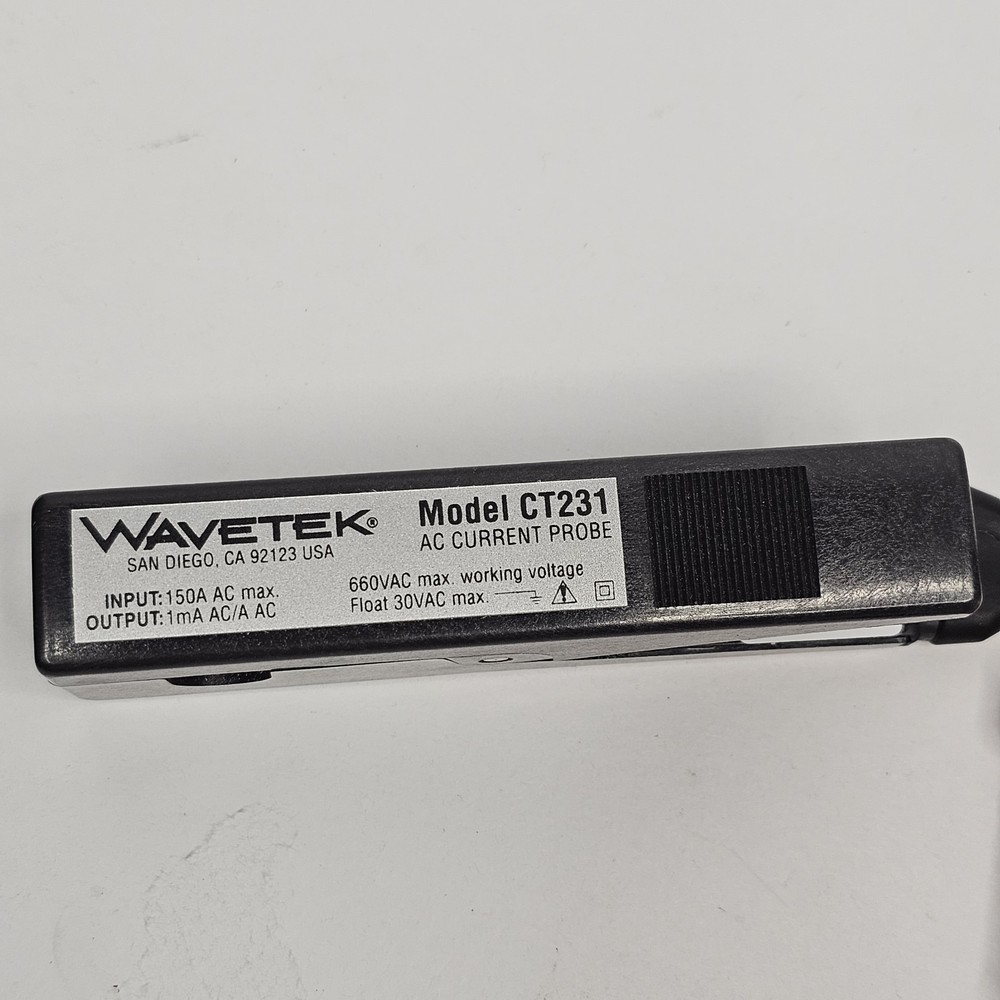 WAVETEK®
SAN DIEGO, CA 92123 USA
INPUT: 150A AC max.
OUTPUT: 1mA AC/A AC
Model CT231
AC CURRENT PROBE
660VAC max. working voltage
Float 30VAC max.